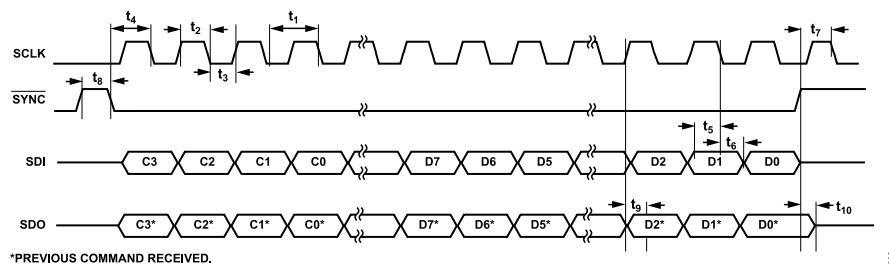 t4 t2 t1 t7
SCLK
t3
t8
SYNC
t5 t6
SDI C3 C2 C1 C0 D7 D6 D5 D2 D1 D0
t9 t10
SDO C3* C2* C1* C0* D7* D6* D5* D2* D1* D0*
*PREVIOUS COMMAND RECEIVED.